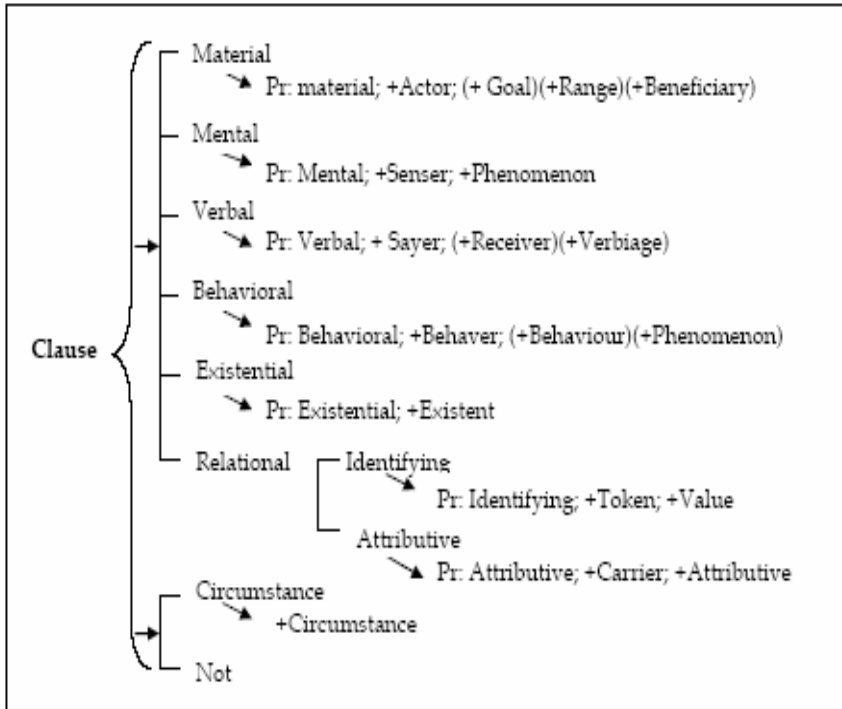 Material
Pr: material; +Actor; (+ Goal)(+Range)(+Beneficiary)
Mental
Pr: Mental; +Senser; +Phenomenon
Verbal
Pr: Verbal; + Sayer; (+Receiver)(+Verbiage)
Behavioral
Pr: Behavioral; +Behaver; (+Behaviour)(+Phenomenon)
Clause
Existential
Pr: Existential; +Existent
Relational Identifying
Pr: Identifying; +Token; +Value
Attributive
Pr: Attributive; +Carrier; +Attributive
Circumstance
+Circumstance
Not